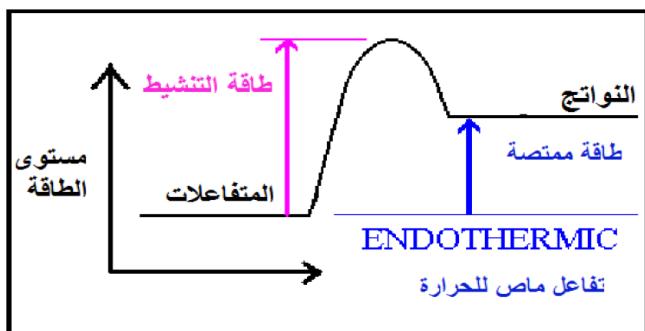 طاقة التنشيط
النواتج
طاقة ممتصة
مستوى
الطاقة
المتفاعلات
ENDOTHERMIC
تفاعل ماص للحرارة